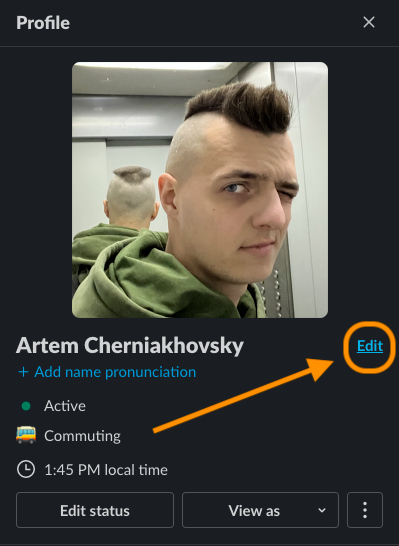 Profile
Artem Cherniakhovsky
Edit
+ Add name pronunciation
Active
Commuting
1:45 PM local time
Edit status
View as